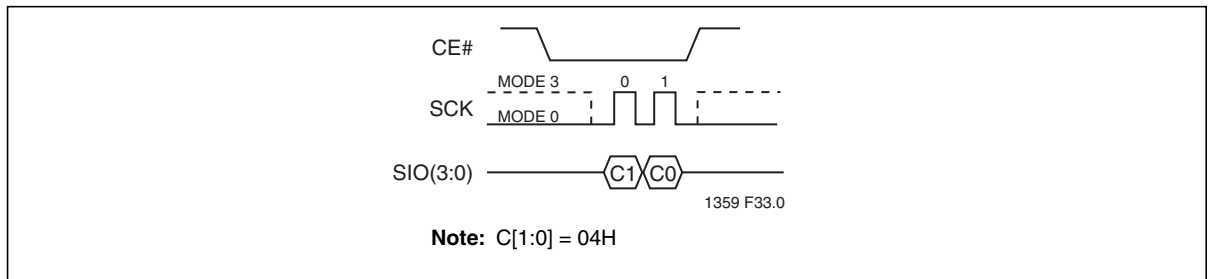 CE#
MODE 3 0 1
SCK
MODE 0
SIO(3:0) C1 C0
1359 F33.0
Note: C[1:0] = 04H